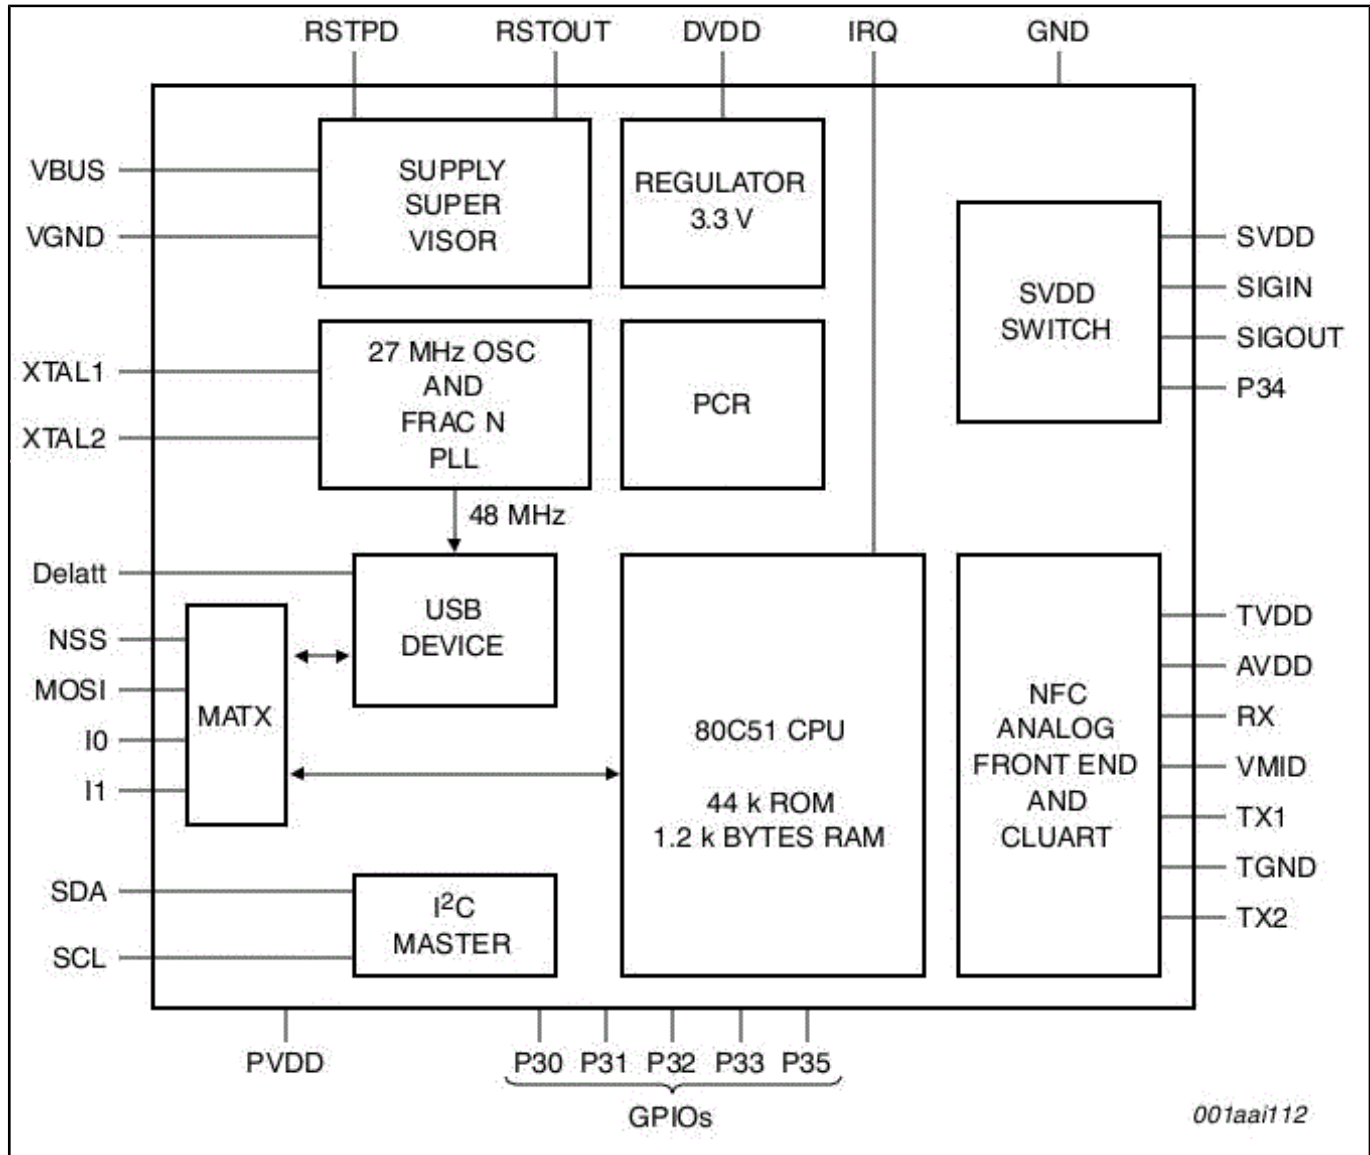 RSTPD RSTOUT DVDD IRQ GND
VBUS
VGND
SUPPLY
SUPER
VISOR
REGULATOR
3.3 V
SVDD
SWITCH
SVDD
SIGIN
SIGOUT
P34
XTAL1
XTAL2
27 MHz OSC
AND
FRAC N
PLL
PCR
48 MHz
Delatt
NSS
MOSI
I0
I1
MATX
USB
DEVICE
80C51 CPU
44 k ROM
1.2 k BYTES RAM
NFC
ANALOG
FRONT END
AND
CLUART
TVDD
AVDD
RX
VMID
TX1
TGND
TX2
SDA
SCL
I²C
MASTER
PVDD
P30 P31 P32 P33 P35
GPIOs
001aai112